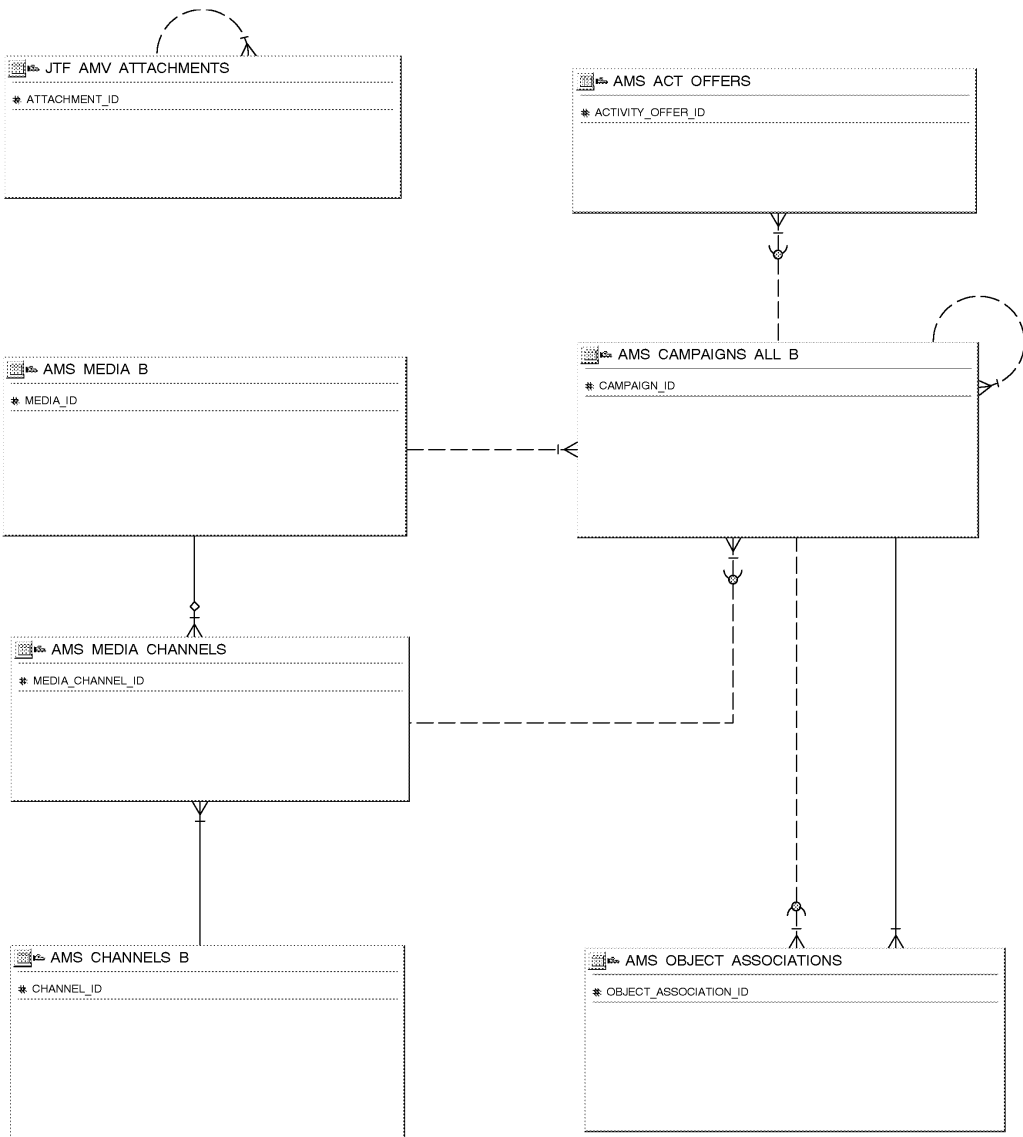 JTF AMV ATTACHMENTS
# ATTACHMENT_ID
AMS ACT OFFERS
# ACTIVITY_OFFER_ID
AMS MEDIA B
# MEDIA_ID
AMS CAMPAIGNS ALL B
# CAMPAIGN_ID
AMS MEDIA CHANNELS
# MEDIA_CHANNEL_ID
AMS CHANNELS B
# CHANNEL_ID
AMS OBJECT ASSOCIATIONS
# OBJECT_ASSOCIATION_ID